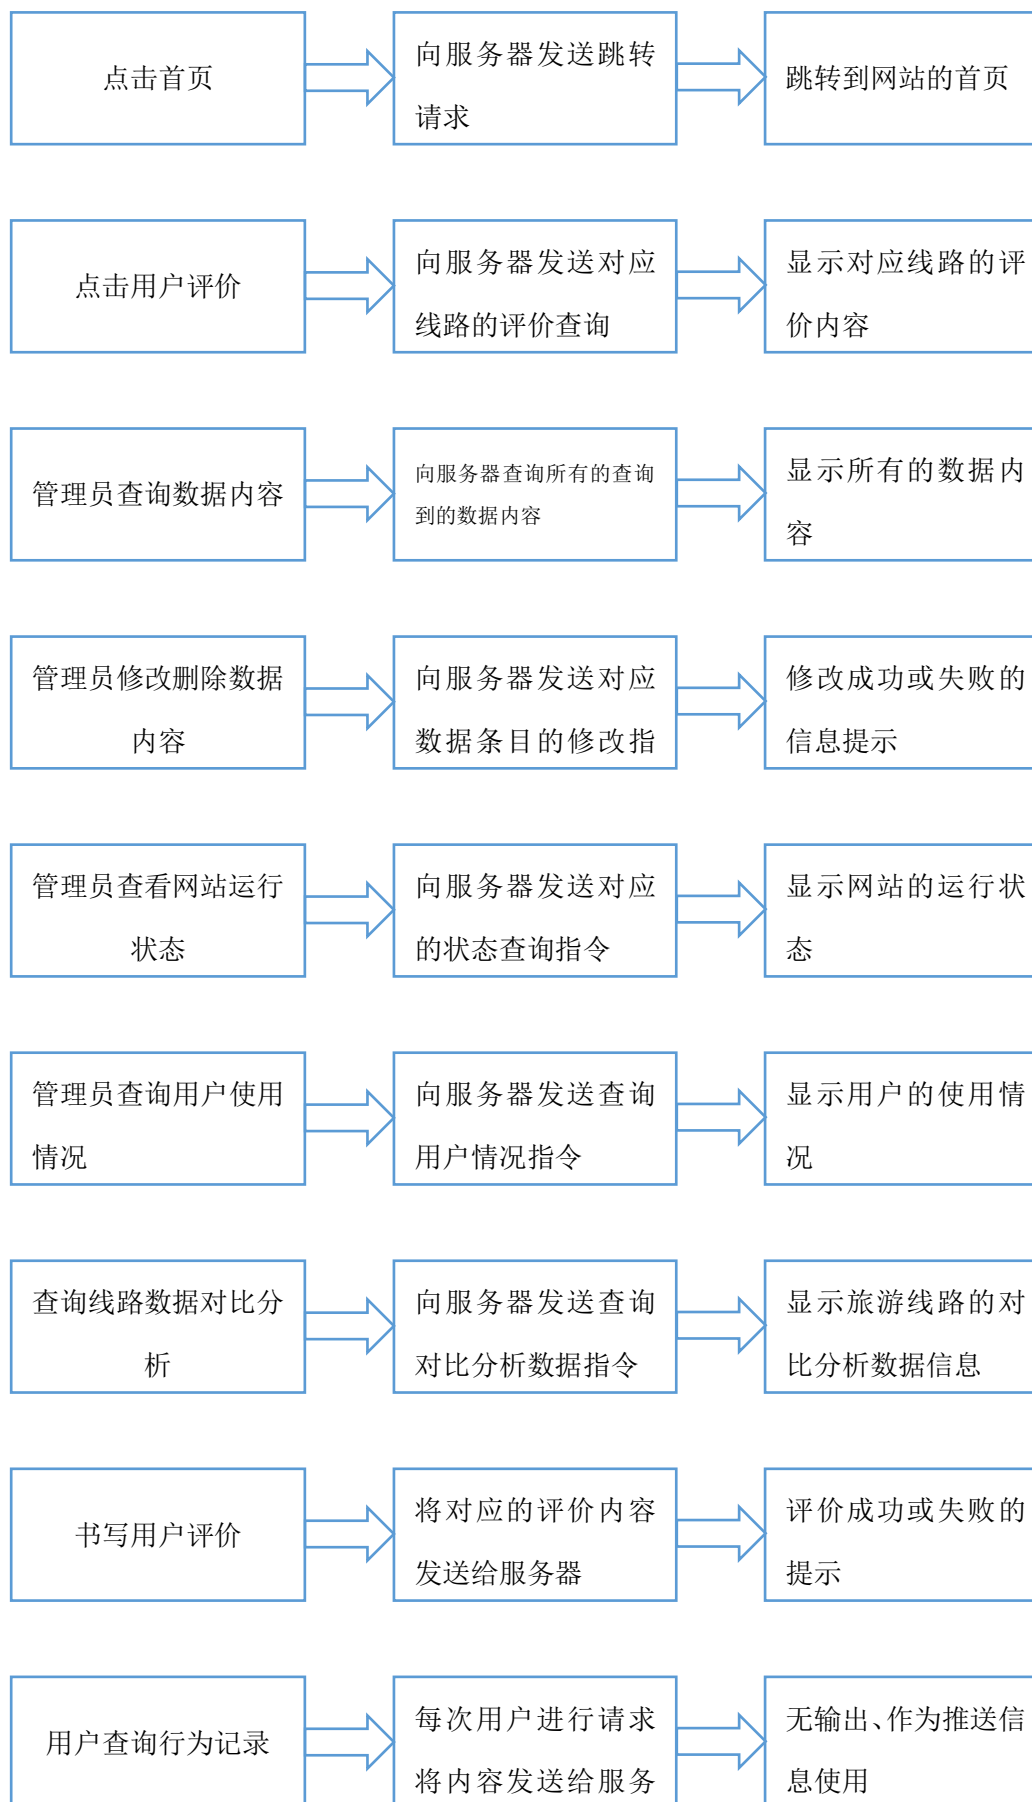 点击首页
向服务器发送跳转
请求
跳转到网站的首页
点击用户评价
向服务器发送对应
线路的评价查询
显示对应线路的评
价内容
管理员查询数据内容
向服务器查询所有的查询
到的数据内容
显示所有的数据内
容
管理员修改删除数据
内容
向服务器发送对应
数据条目的修改指
修改成功或失败的
信息提示
管理员查看网站运行
状态
向服务器发送对应
的状态查询指令
显示网站的运行状
态
管理员查询用户使用
情况
向服务器发送查询
用户情况指令
显示用户的使用情
况
查询线路数据对比分
析
向服务器发送查询
对比分析数据指令
显示旅游线路的对
比分析数据信息
书写用户评价
将对应的评价内容
发送给服务器
评价成功或失败的
提示
用户查询行为记录
每次用户进行请求
将内容发送给服务
无输出、作为推送信
息使用